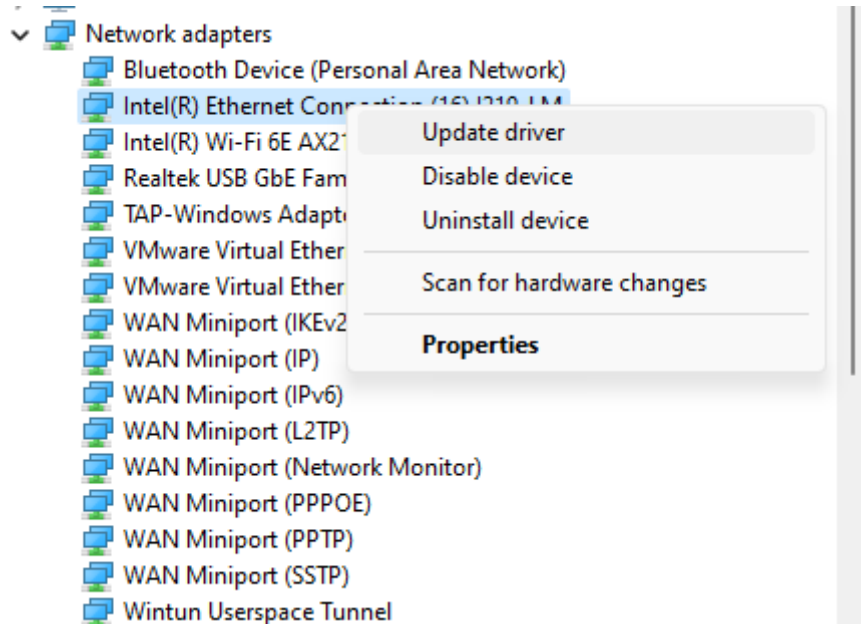 Network adapters
Bluetooth Device (Personal Area Network)
Intel(R) Ethernet Connection (16) I219-LM
Update driver
Intel(R) Wi-Fi 6E AX21
Disable device
Realtek USB GbE Fam
TAP-Windows Adapt
Uninstall device
VMware Virtual Ether
VMware Virtual Ether
Scan for hardware changes
WAN Miniport (IKEv2
Properties
WAN Miniport (IP)
WAN Miniport (IPv6)
WAN Miniport (L2TP)
WAN Miniport (Network Monitor)
WAN Miniport (PPPOE)
WAN Miniport (PPTP)
WAN Miniport (SSTP)
Wintun Userspace Tunnel